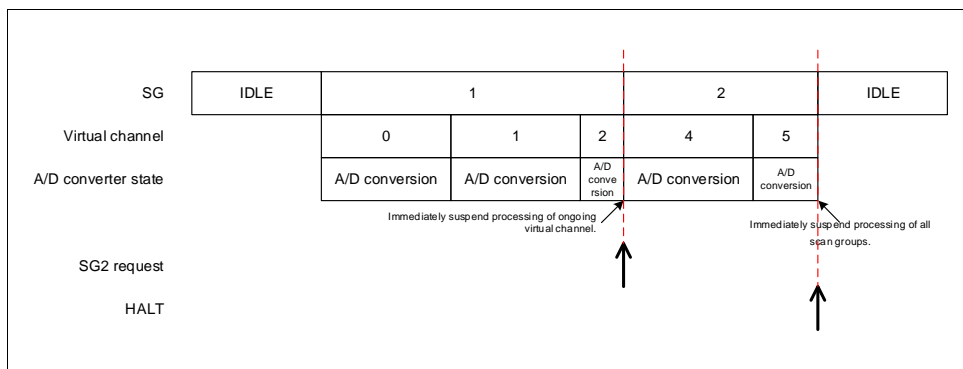 SG IDLE 1 2 IDLE
Virtual channel 0 1 2 4 5
A/D converter state A/D conversion A/D conversion A/D conve rsion A/D conversion A/D conversion
Immediately suspend processing of ongoing virtual channel.
Immediately suspend processing of all scan groups.
SG2 request
HALT